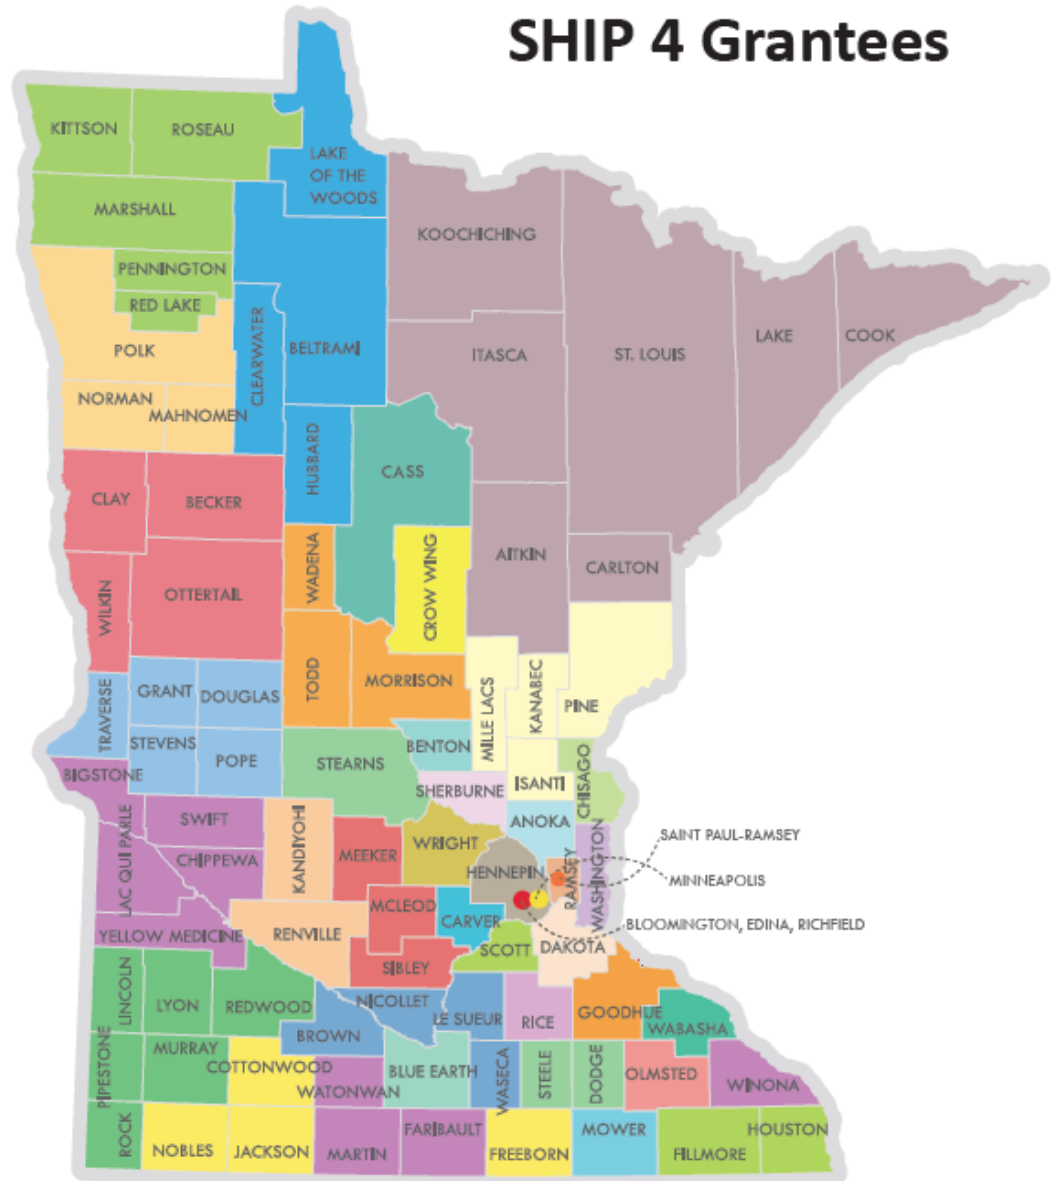 SHIP 4 Grantees
KITTSON
ROSEAU
LAKE
OF THE
WOODS
MARSHALL
KOOCHICHING
PENNINGTON
RED LAKE
POLK
CLEARWATER
BELTRAMI
ITASCA
ST. LOUIS
LAKE
COOK
NORMAN
MAHNOMEN
HUBBARD
CASS
CLAY
BECKER
WADENA
CROW WING
AITKIN
CARLTON
WILKIN
OTTERTAIL
TODD
MORRISON
MILLE LACS
KANABEC
PINE
TRAVERSE
GRANT
DOUGLAS
STEVENS
POPE
STEARNS
BENTON
BIGSTONE
SHERBURNE
ISANTI
CHISAGO
LAC QUI PARLE
SWIFT
KANDIYOHI
ANOKA
WRIGHT
MEEKER
CHIPPEWA
HENNEPIN
RAMSEY
WASHINGTON
SAINT PAUL-RAMSEY
MINNEAPOLIS
BLOOMINGTON, EDINA, RICHFIELD
MCLEOD
CARVER
YELLOW MEDICINE
RENVILLE
SCOTT
DAKOTA
SIBLEY
LINCOLN
LYON
REDWOOD
NICOLLET
LE SUEUR
RICE
GOODHUE
WABASHA
BROWN
PIPESTONE
MURRAY
COTTONWOOD
WATONWAN
BLUE EARTH
WASECA
STEELE
DODGE
OLMSTED
WINONA
ROCK
NOBLES
JACKSON
MARTIN
FARIBAULT
FREEBORN
MOWER
FILLMORE
HOUSTON